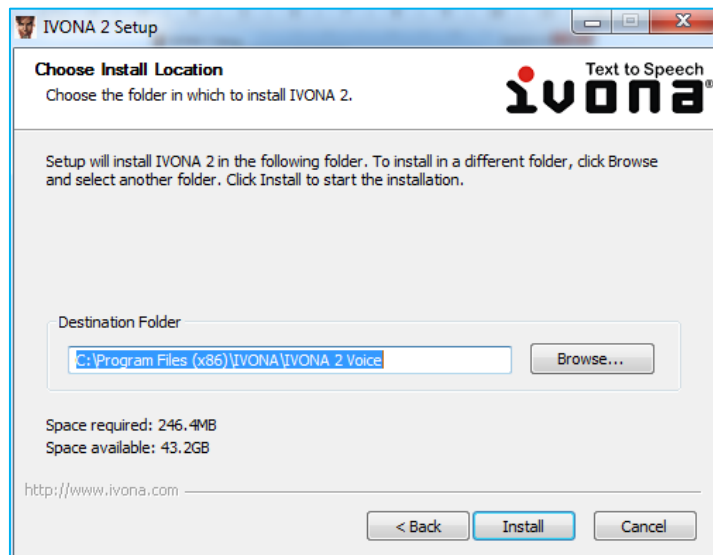 IVONA 2 Setup
Choose Install Location
Choose the folder in which to install IVONA 2.
Text to Speech
ivona®
Setup will install IVONA 2 in the following folder. To install in a different folder, click Browse
and select another folder. Click Install to start the installation.
Destination Folder
C:\Program Files (x86)\IVONA\IVONA 2 Voice
Browse...
Space required: 246.4MB
Space available: 43.2GB
http://www.ivona.com
< Back
Install
Cancel